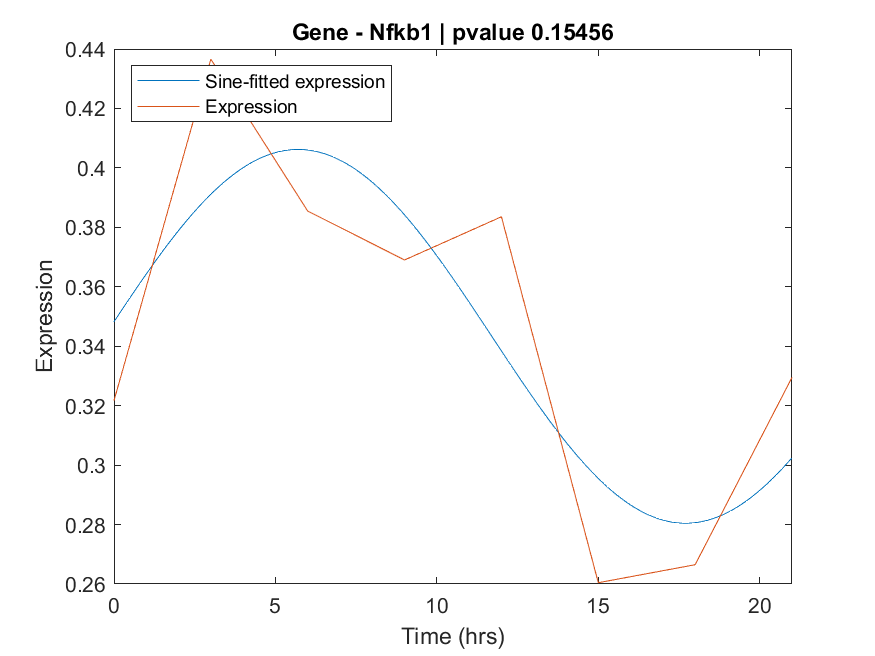 Gene - Nfkb1 | pvalue 0.15456
Sine-fitted expression
Expression
0.44
0.42
0.4
0.38
0.36
0.34
0.32
0.3
0.28
0.26
Expression
0 5 10 15 20
Time (hrs)